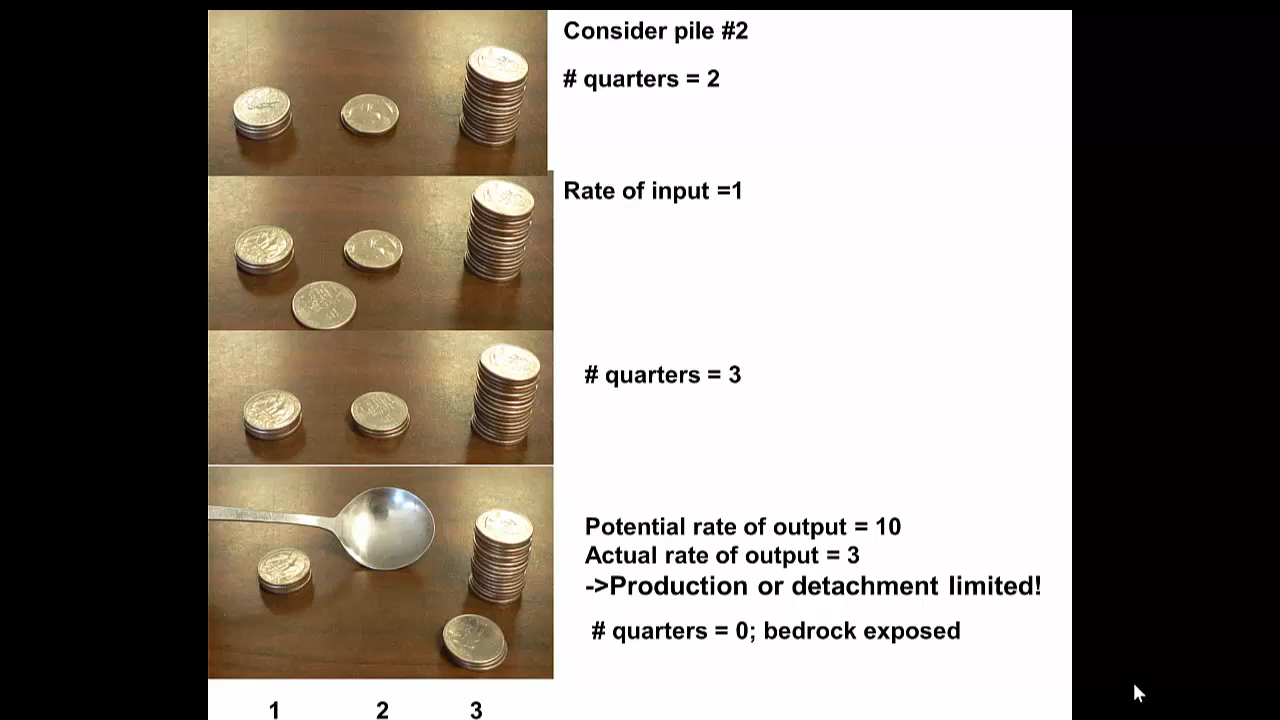 Consider pile #2
# quarters = 2
Rate of input =1
# quarters = 3
Potential rate of output = 10
Actual rate of output = 3
->Production or detachment limited!
# quarters = 0; bedrock exposed
1 2 3